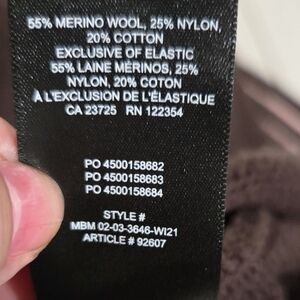 55% MERINO WOOL, 25% NYLON,
20% COTTON
EXCLUSIVE OF ELASTIC
55% LAINE MÉRINOS, 25%
NYLON, 20% COTON
À L'EXCLUSION DE L'ÉLASTIQUE
CA 23725 RN 122354
PO 4500158682
PO 4500158683
PO 4500158684
STYLE #
MBM 02-03-3646-WI21
ARTICLE # 92607